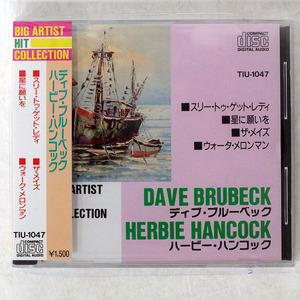 BIG ARTIST
HIT
COLLECTION
ディブ・ブルーベック
ハービー・ハンコック
■スリー・トゥ・ゲット・レディ
■星に願いを
■ザ・メイズ
■ウォーク・メロンマン
TIU-1047
COMPACT
disc
DIGITAL AUDIO
¥1,500
COMPACT
disc
DIGITAL AUDIO
TIU-1047
■スリー・トゥ・ゲット・レディ
■星に願いを
■ザ・メイズ
■ウォータ・メロンマン
ARTIST
COLLECTION
DAVE BRUBECK
ディブ・ブルーベック
HERBIE HANCOCK
ハービー・ハンコック